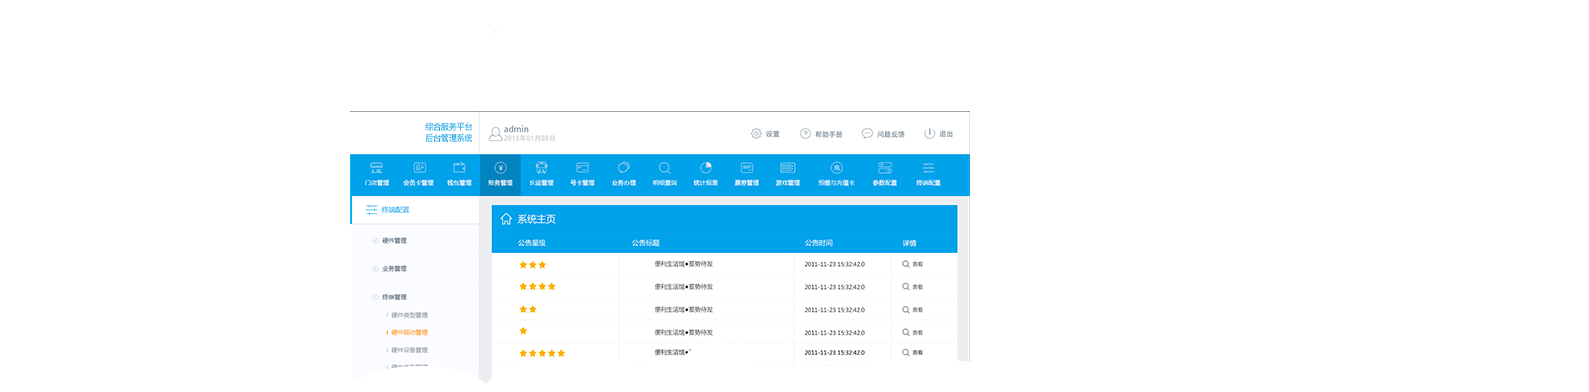 综合服务平台
后台管理系统
admin
2015年01月08日
设置
帮助手册
问题反馈
退出
门店管理
会员卡管理
钱包管理
账务管理
长运管理
号卡管理
业务办理
明细查询
统计报表
票劵管理
游戏管理
预缴与充值卡
参数配置
终端配置
终端配置
硬件管理
业务管理
终端管理
硬件类型管理
硬件驱动管理
硬件设备管理
系统主页
公告星级 公告标题 公告时间 详情
便利生活馆●蓄势待发 2011-11-23 15:32:42.0 查看
便利生活馆●蓄势待发 2011-11-23 15:32:42.0 查看
便利生活馆●蓄势待发 2011-11-23 15:32:42.0 查看
便利生活馆●蓄势待发 2011-11-23 15:32:42.0 查看
便利生活馆● 2011-11-23 15:32:42.0 查看